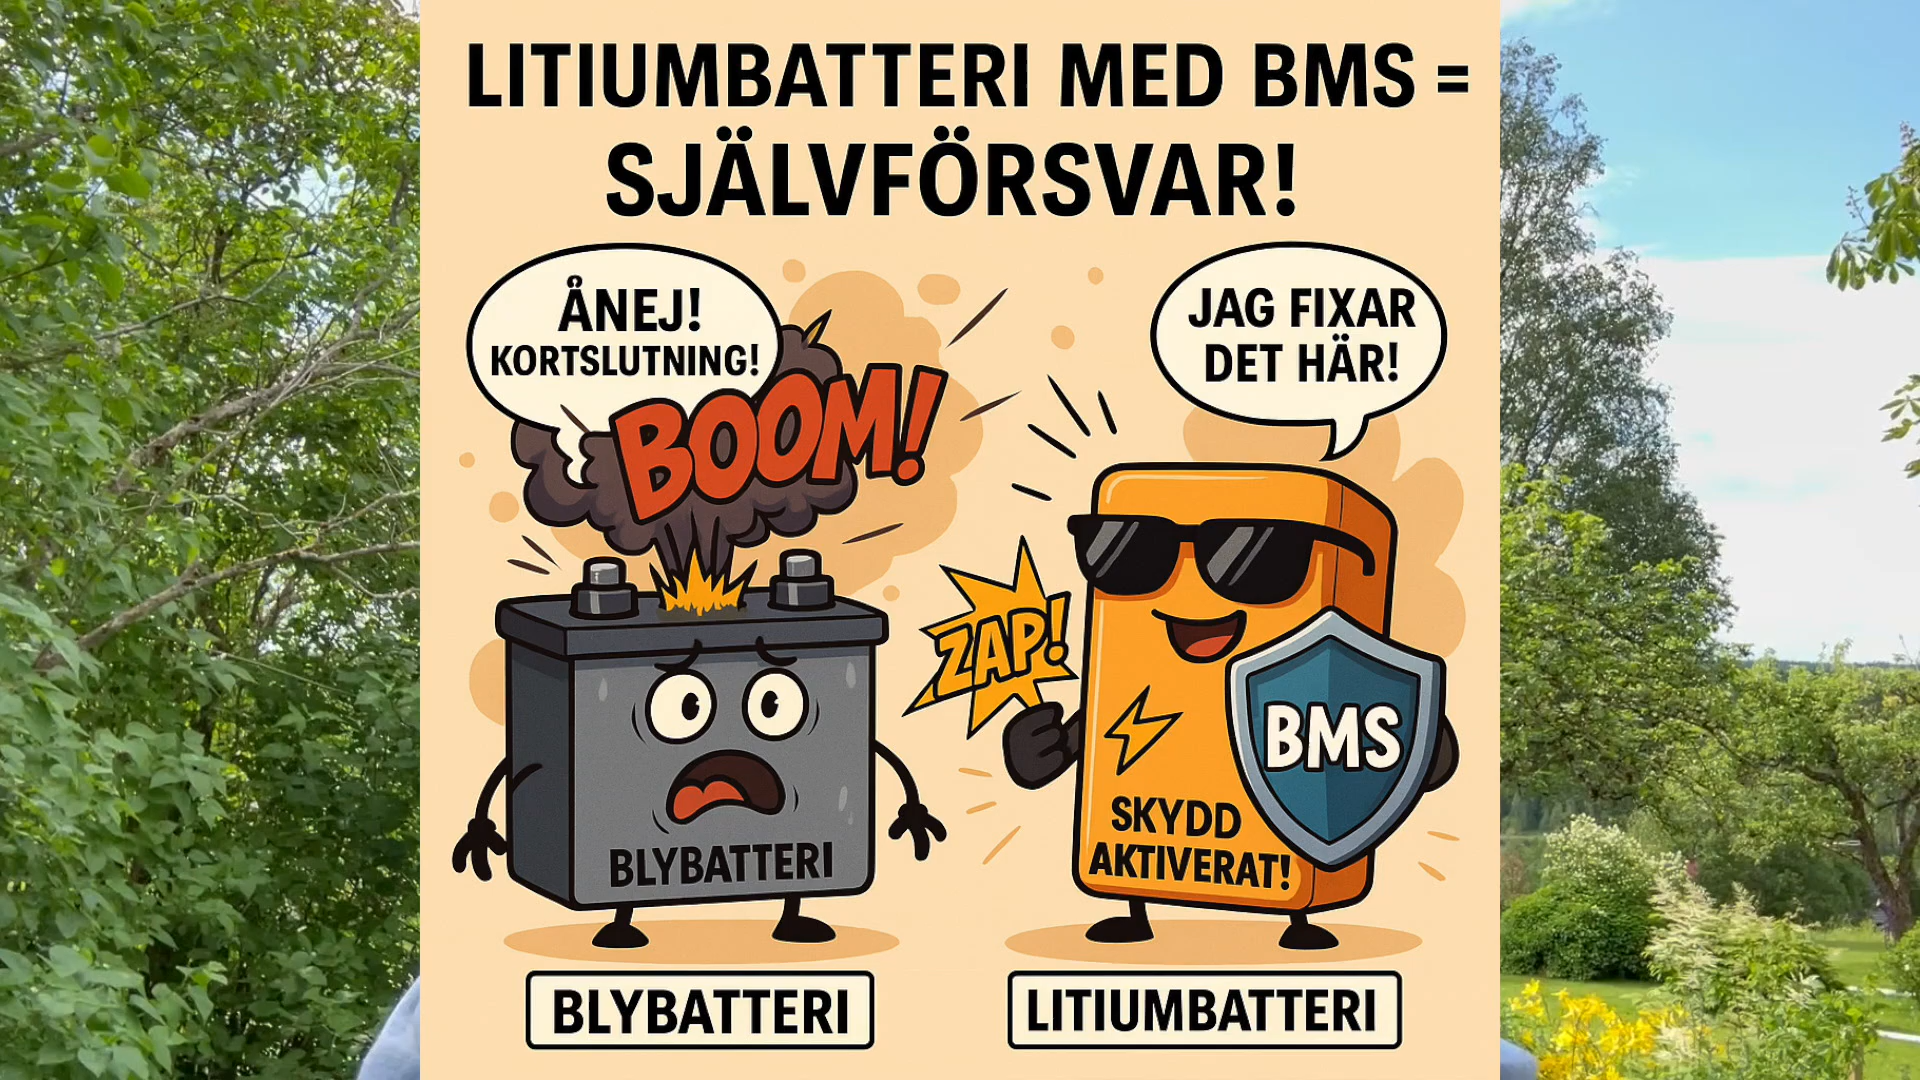 LITIUMBATTERI MED BMS =
SJÄLVFÖRSVAR!
ÅNEJ!
KORTSLUTNING!
BOOM!
JAG FIXAR
DET HÄR!
ZAP!
BMS
SKYDD
AKTIVERAT!
BLYBATTERI
BLYBATTERI
LITIUMBATTERI